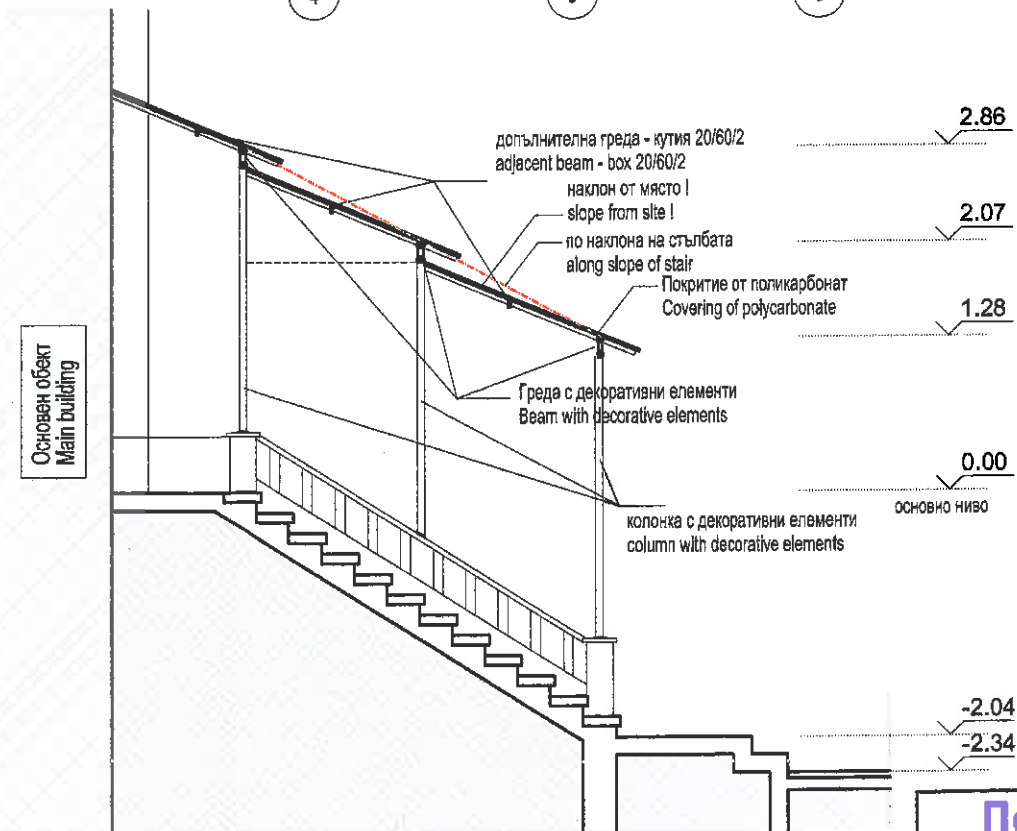 2.86
допълнителна греда - кутия 20/60/2
adjacent beam - box 20/60/2
наклон от място !
slope from site !
2.07
по наклона на стълбата
along slope of stair
Покритие от поликарбонат
Covering of polycarbonate
1.28
Основен обект
Main building
Греда с декоративни елементи
Beam with decorative elements
0.00
основно ниво
колонка с декоративни елементи
column with decorative elements
-2.04
-2.34